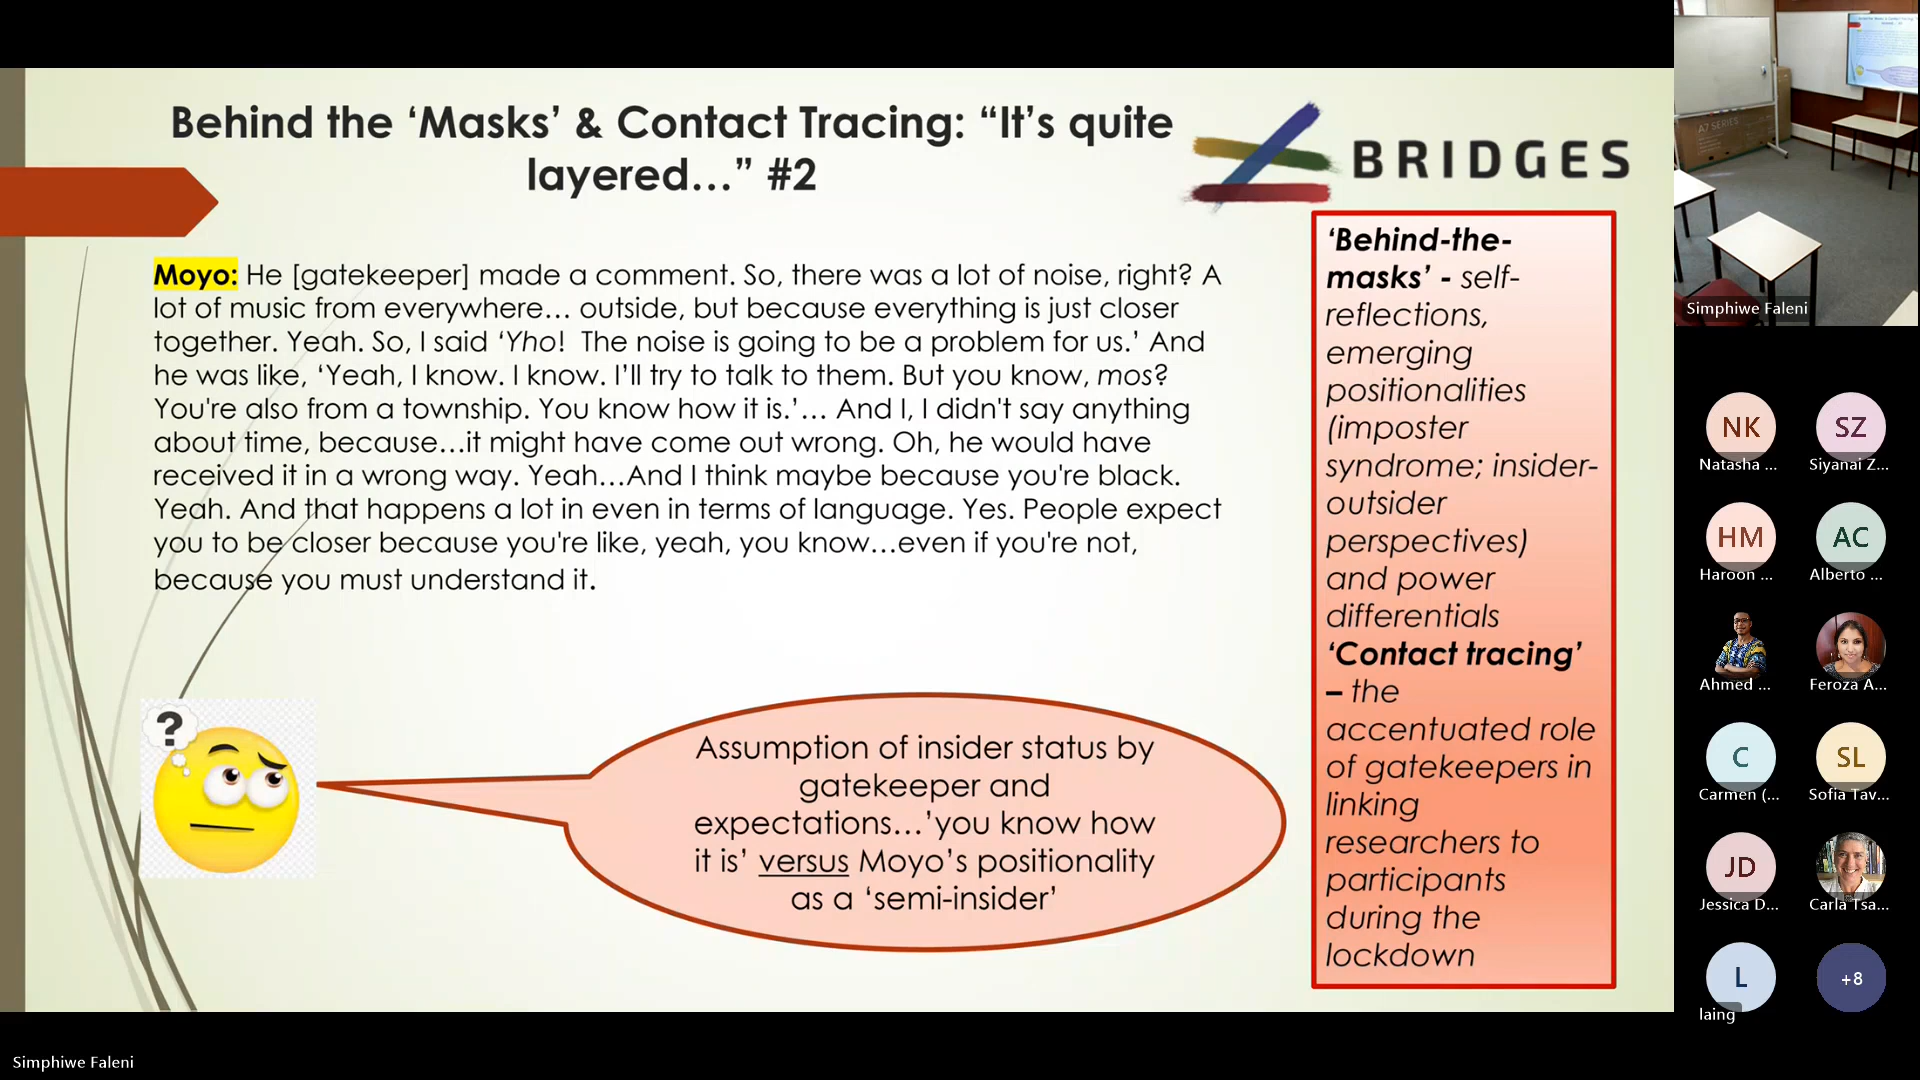 Behind the ‘Masks’ & Contact Tracing: “It’s quite
layered…” #2
BRIDGES
Moyo: He [gatekeeper] made a comment. So, there was a lot of noise, right? A
lot of music from everywhere… outside, but because everything is just closer
together. Yeah. So, I said ‘Yho!  The noise is going to be a problem for us.’ And
he was like, ‘Yeah, I know. I know. I’ll try to talk to them. But you know, mos?
You're also from a township. You know how it is.’… And I, I didn't say anything
about time, because…it might have come out wrong. Oh, he would have
received it in a wrong way. Yeah…And I think maybe because you're black.
Yeah. And that happens a lot in even in terms of language. Yes. People expect
you to be closer because you're like, yeah, you know…even if you're not,
because you must understand it.
?
Assumption of insider status by
gatekeeper and
expectations…’you know how
it is’ versus Moyo’s positionality
as a ‘semi-insider’
‘Behind-the-
masks’ - self-
reflections,
emerging
positionalities
(imposter
syndrome; insider-
outsider
perspectives)
and power
differentials
‘Contact tracing’
– the
accentuated role
of gatekeepers in
linking
researchers to
participants
during the
lockdown
A7 SERIES
Simphiwe Faleni
NK
Natasha ...
SZ
Siyanai Z...
HM
Haroon ...
AC
Alberto ...
Ahmed ...
Feroza A...
C
Carmen (...
SL
Sofia Tav...
JD
Jessica D...
Carla Tsa...
L
laing
+8
Simphiwe Faleni